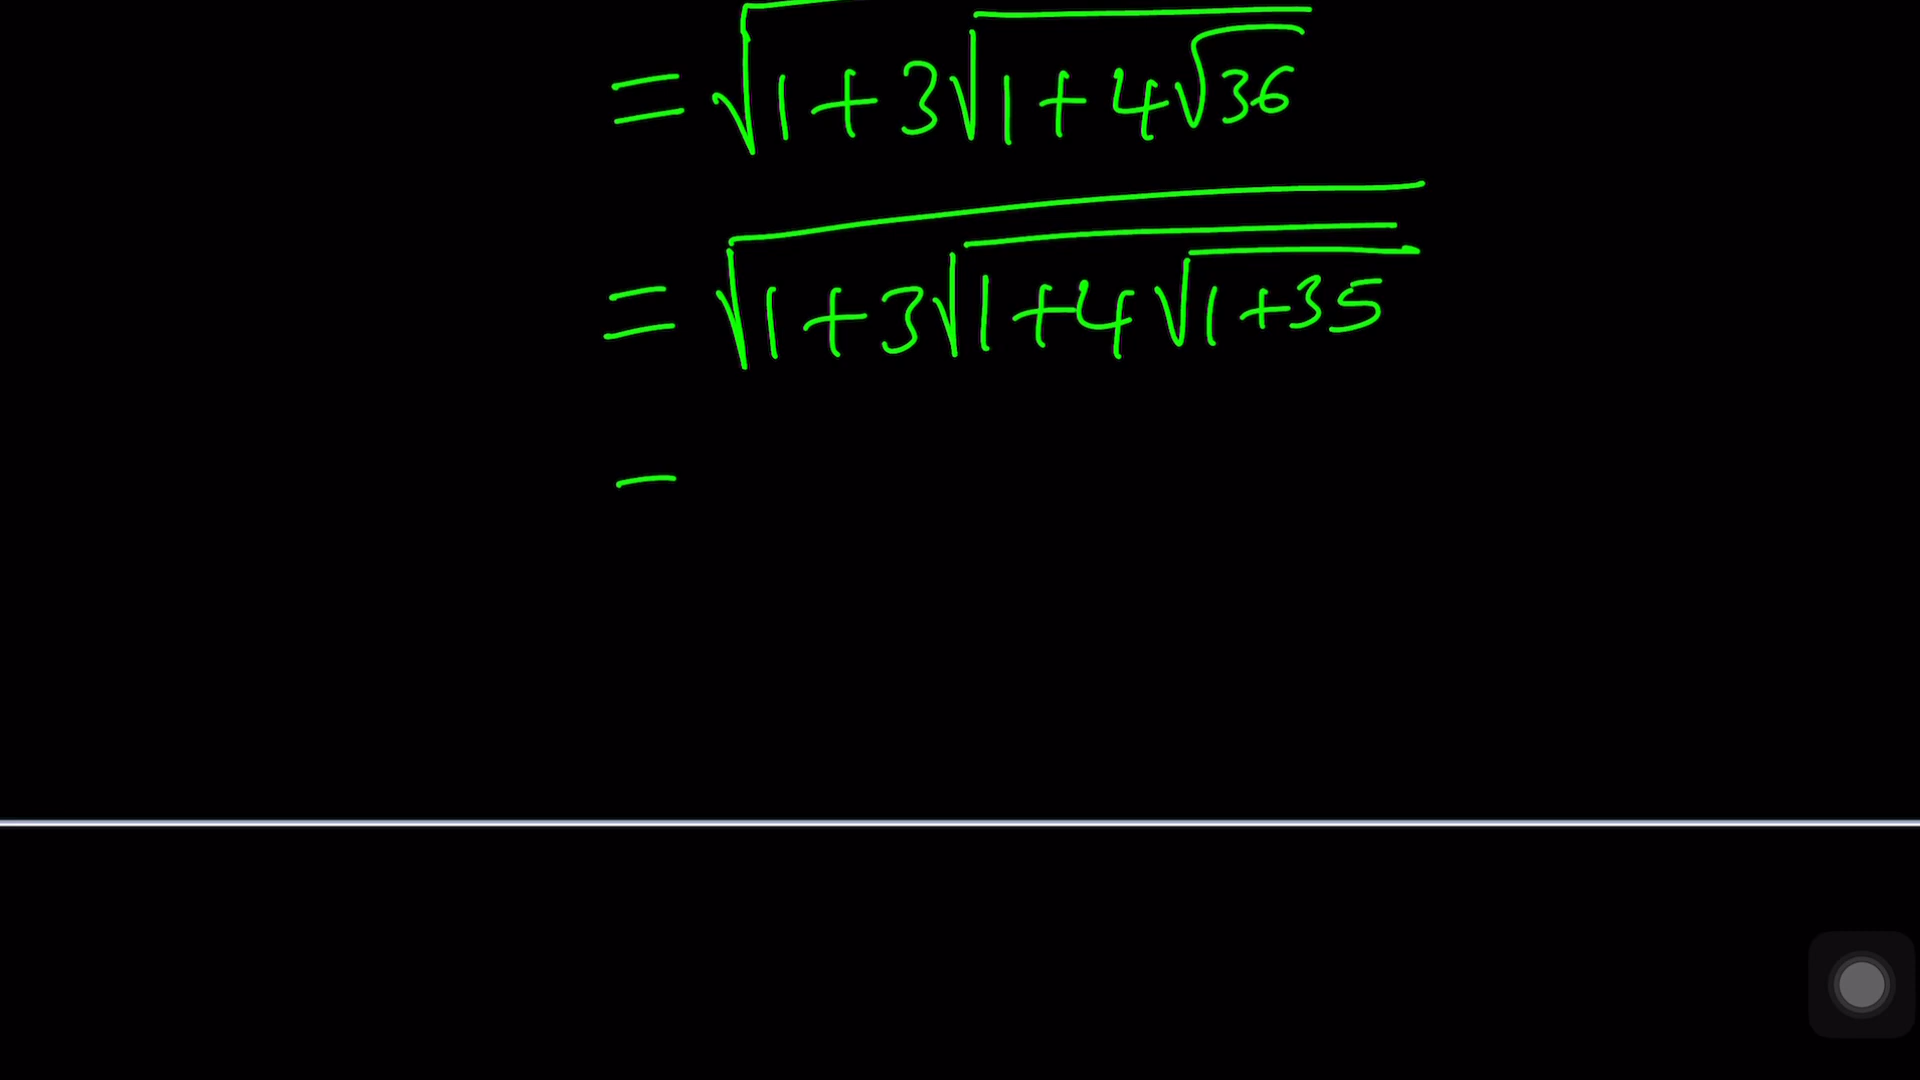 = √(1 + 3√(1 + 4√36))
= √(1 + 3√(1 + 4√(1 + 35)))
–